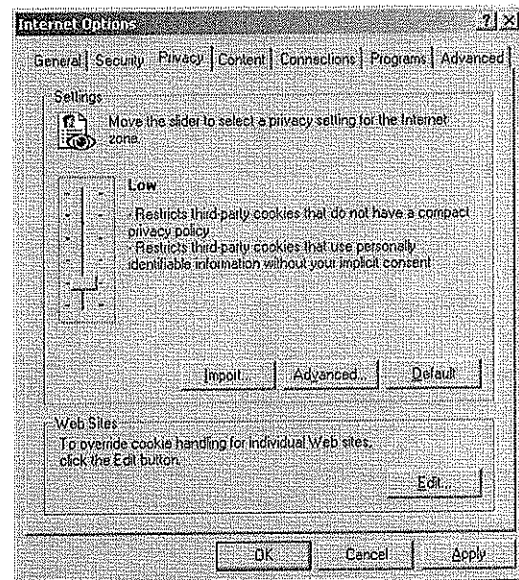 Internet Options
General Security Privacy Content Connections Programs Advanced
Settings
Move the slider to select a privacy setting for the Internet
zone.
Low
- Restricts third-party cookies that do not have a compact
privacy policy
- Restricts third-party cookies that use personally
identifiable information without your implicit consent
Import... Advanced... Default
Web Sites
To override cookie handling for individual Web sites,
click the Edit button.
Edit...
OK Cancel Apply